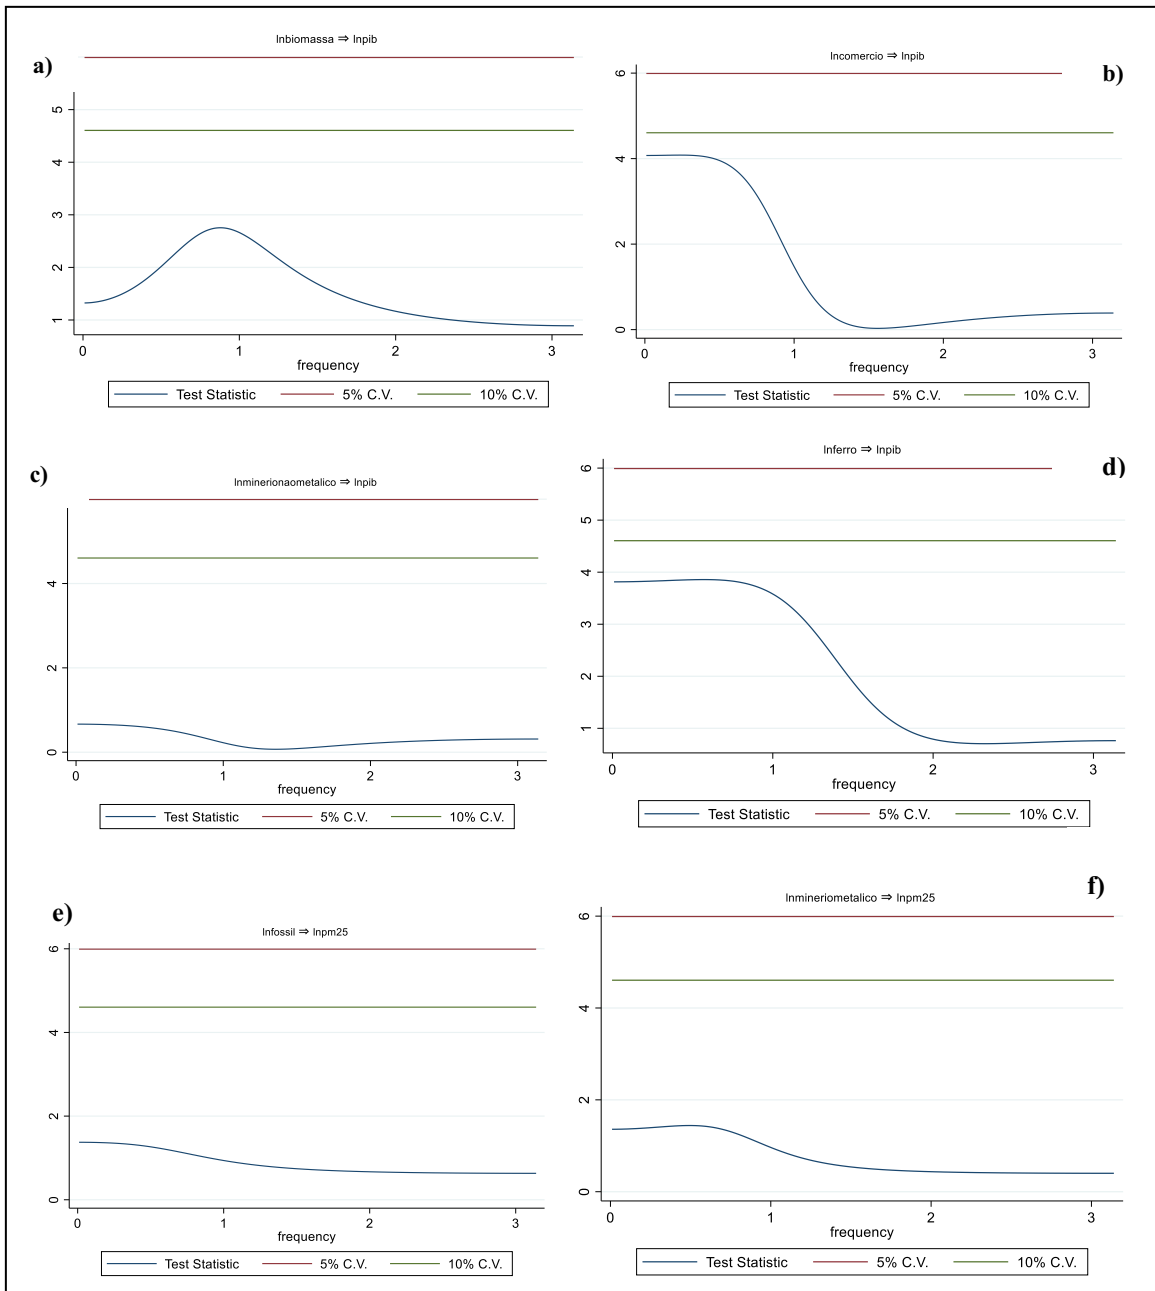 lnbiomassa ⇒ lnpib
a)
5
4
3
2
1
0 1 2 3
frequency
Test Statistic 5% C.V. 10% C.V.
lncomercio ⇒ lnpib
b)
6
4
2
0
0 1 2 3
frequency
Test Statistic 5% C.V. 10% C.V.
c)
lnminerionaometalico ⇒ lnpib
4
2
0
0 1 2 3
frequency
Test Statistic 5% C.V. 10% C.V.
lnferro ⇒ lnpib
d)
6
5
4
3
2
1
0 1 2 3
frequency
Test Statistic 5% C.V. 10% C.V.
e)
lnfossil ⇒ lnpm25
6
4
2
0
0 1 2 3
frequency
Test Statistic 5% C.V. 10% C.V.
f)
lnmineriometalico ⇒ lnpm25
6
4
2
0
0 1 2 3
frequency
Test Statistic 5% C.V. 10% C.V.